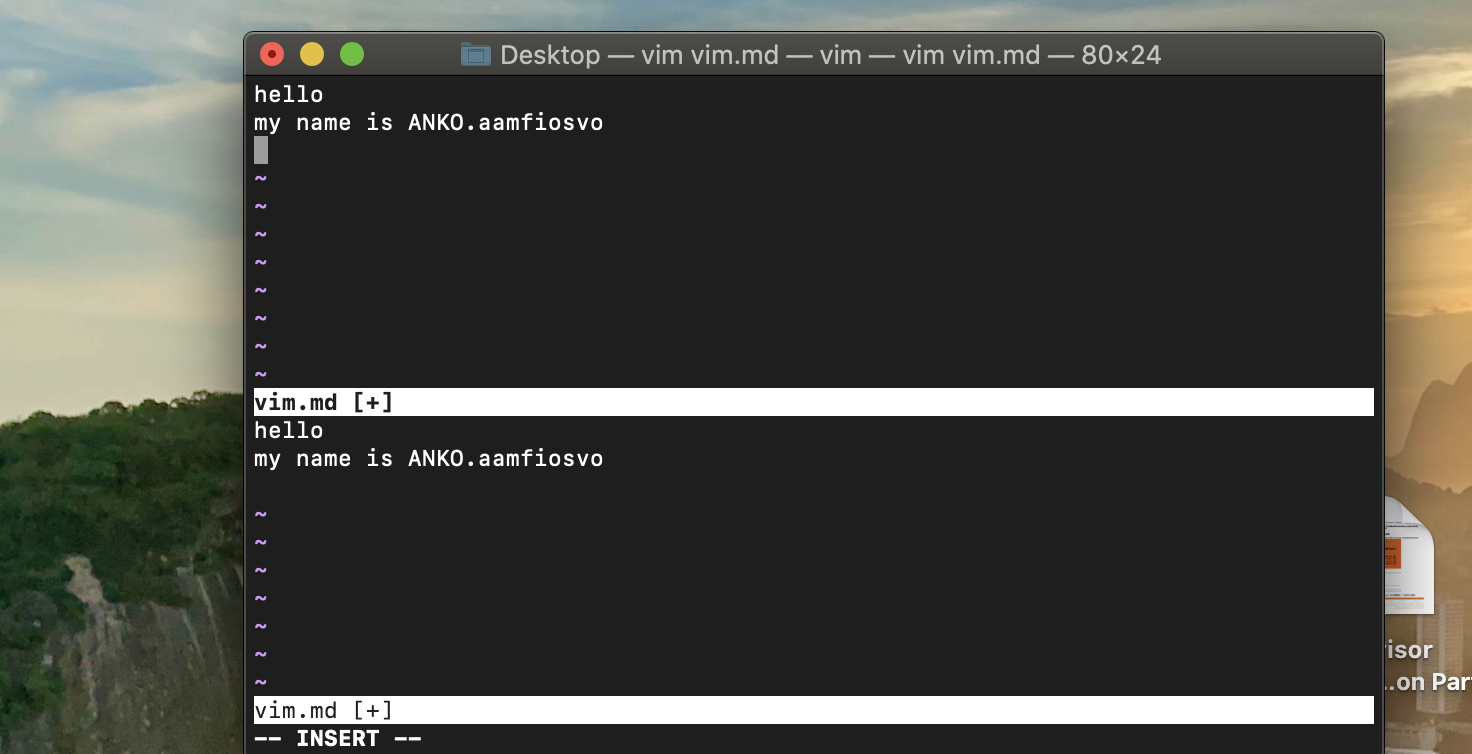 Desktop — vim vim.md — vim — vim vim.md — 80×24
hello
my name is ANKO.aamfiosvo
~
~
~
~
~
~
~
~
vim.md [+]
hello
my name is ANKO.aamfiosvo
~
~
~
~
~
~
~
vim.md [+]
-- INSERT --
isor
...on Par